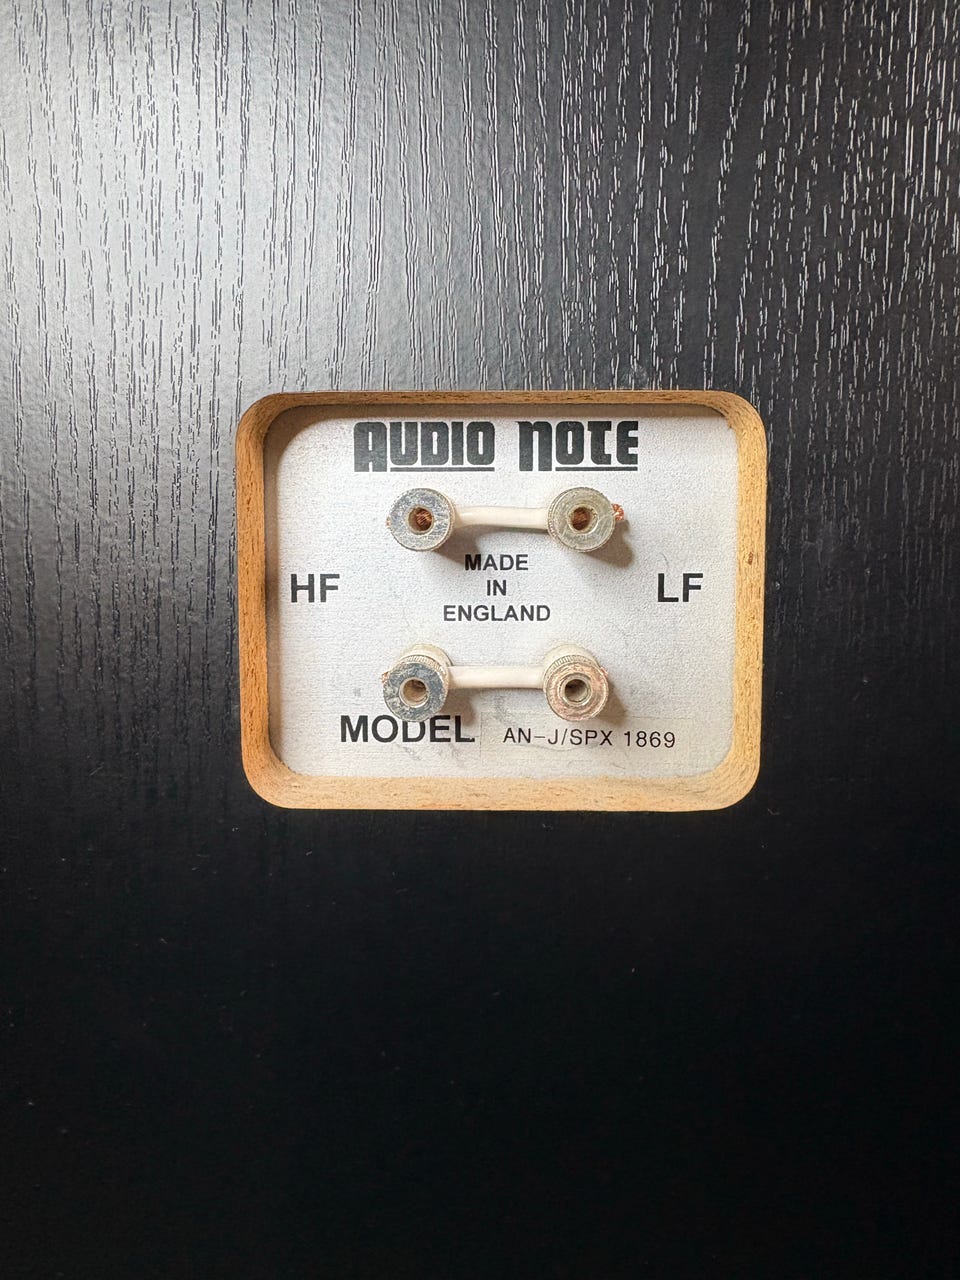 AUDIO NOTE
MADE
IN
ENGLAND
HF
LF
MODEL AN-J/SPX 1869